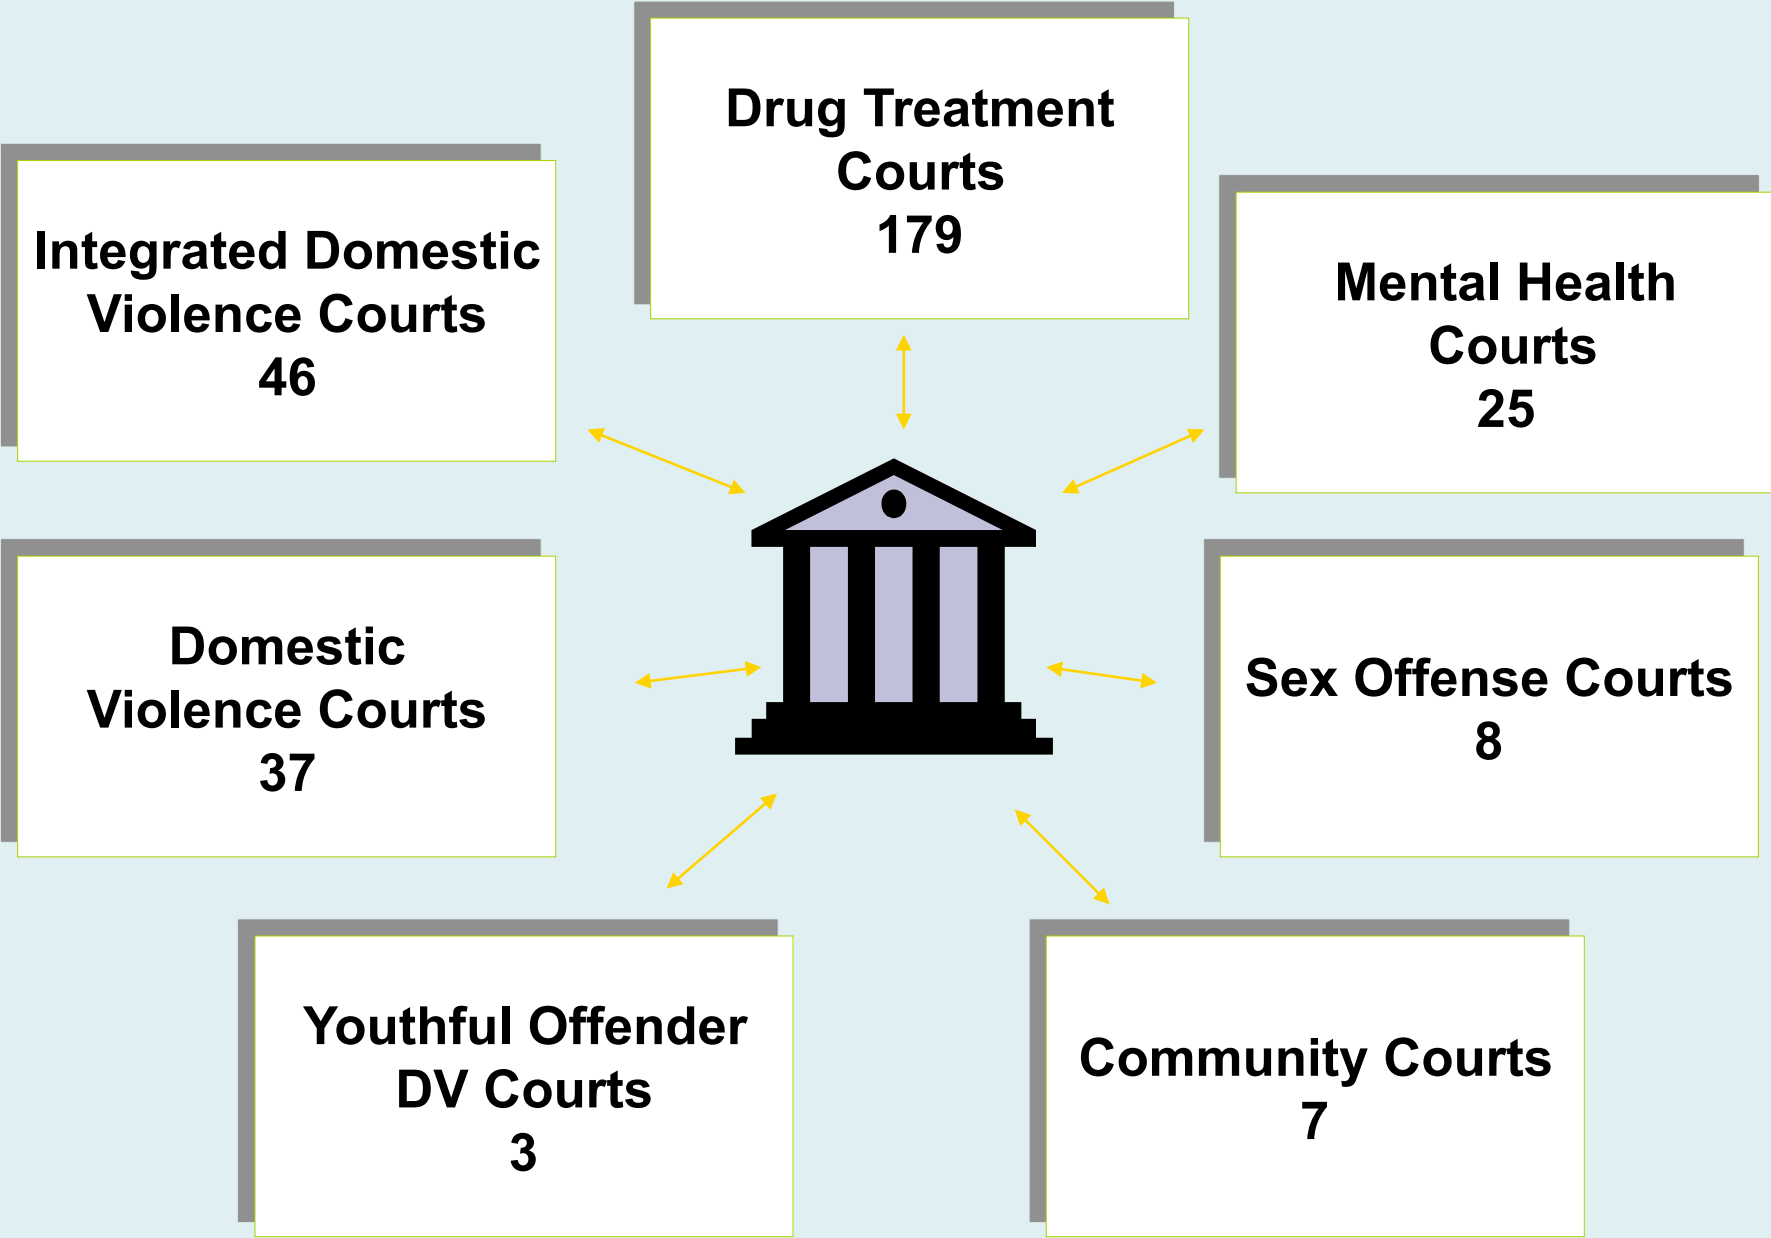 Drug Treatment
Courts
179
Integrated Domestic
Violence Courts
46
Mental Health
Courts
25
Domestic
Violence Courts
37
Sex Offense Courts
8
Youthful Offender
DV Courts
3
Community Courts
7